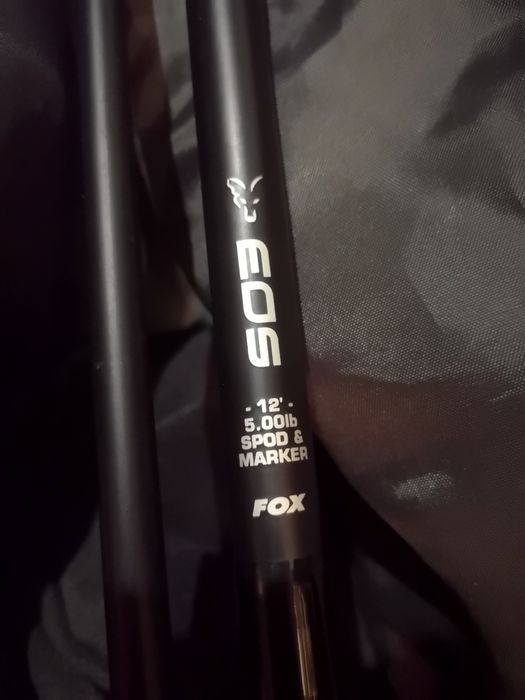 EOS
- 12' -
5.00lb
SPOD &
MARKER
FOX